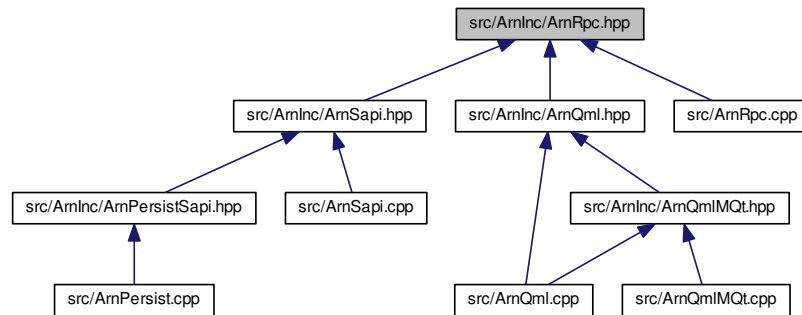 src/ArnInc/ArnRpc.hpp
src/ArnInc/ArnSapi.hpp
src/ArnInc/ArnQml.hpp
src/ArnRpc.cpp
src/ArnInc/ArnPersistSapi.hpp
src/ArnSapi.cpp
src/ArnInc/ArnQmlMQt.hpp
src/ArnPersist.cpp
src/ArnQml.cpp
src/ArnQmlMQt.cpp